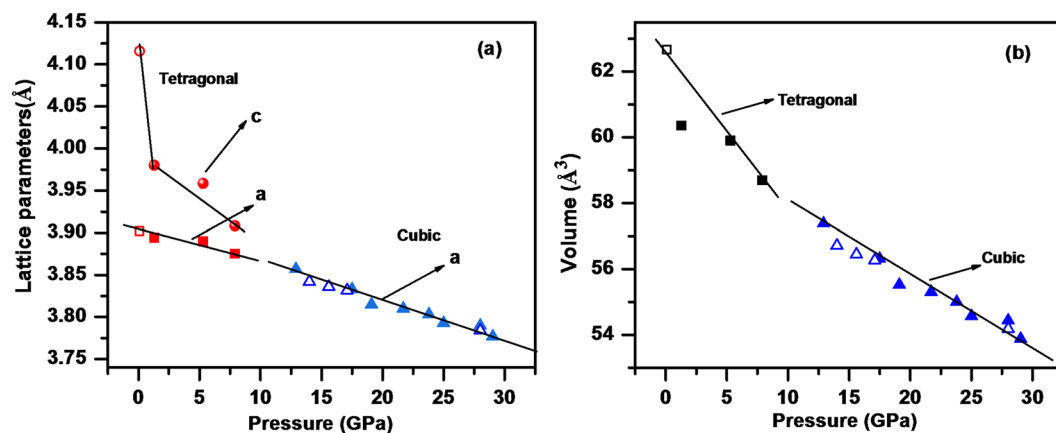 (a)
Lattice parameters(Å)
4.15
4.10
4.05
4.00
3.95
3.90
3.85
3.80
3.75
Tetragonal
c
a
Cubic
a
0 5 10 15 20 25 30
Pressure (GPa)
(b)
Volume (Å³)
62
60
58
56
54
Tetragonal
Cubic
0 5 10 15 20 25 30
Pressure (GPa)